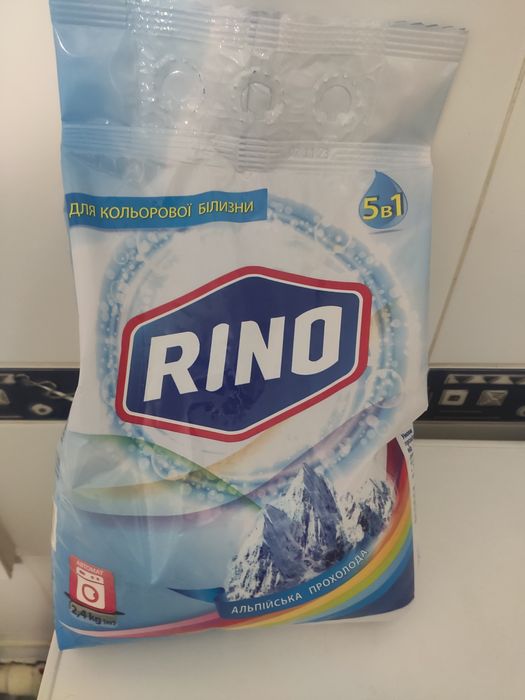 ДЛЯ КОЛЬОРОВОЇ БІЛИЗНИ
5в1
RINO
АЛЬПІЙСЬКА ПРОХОЛОДА
АВТОМАТ
2,4 kg